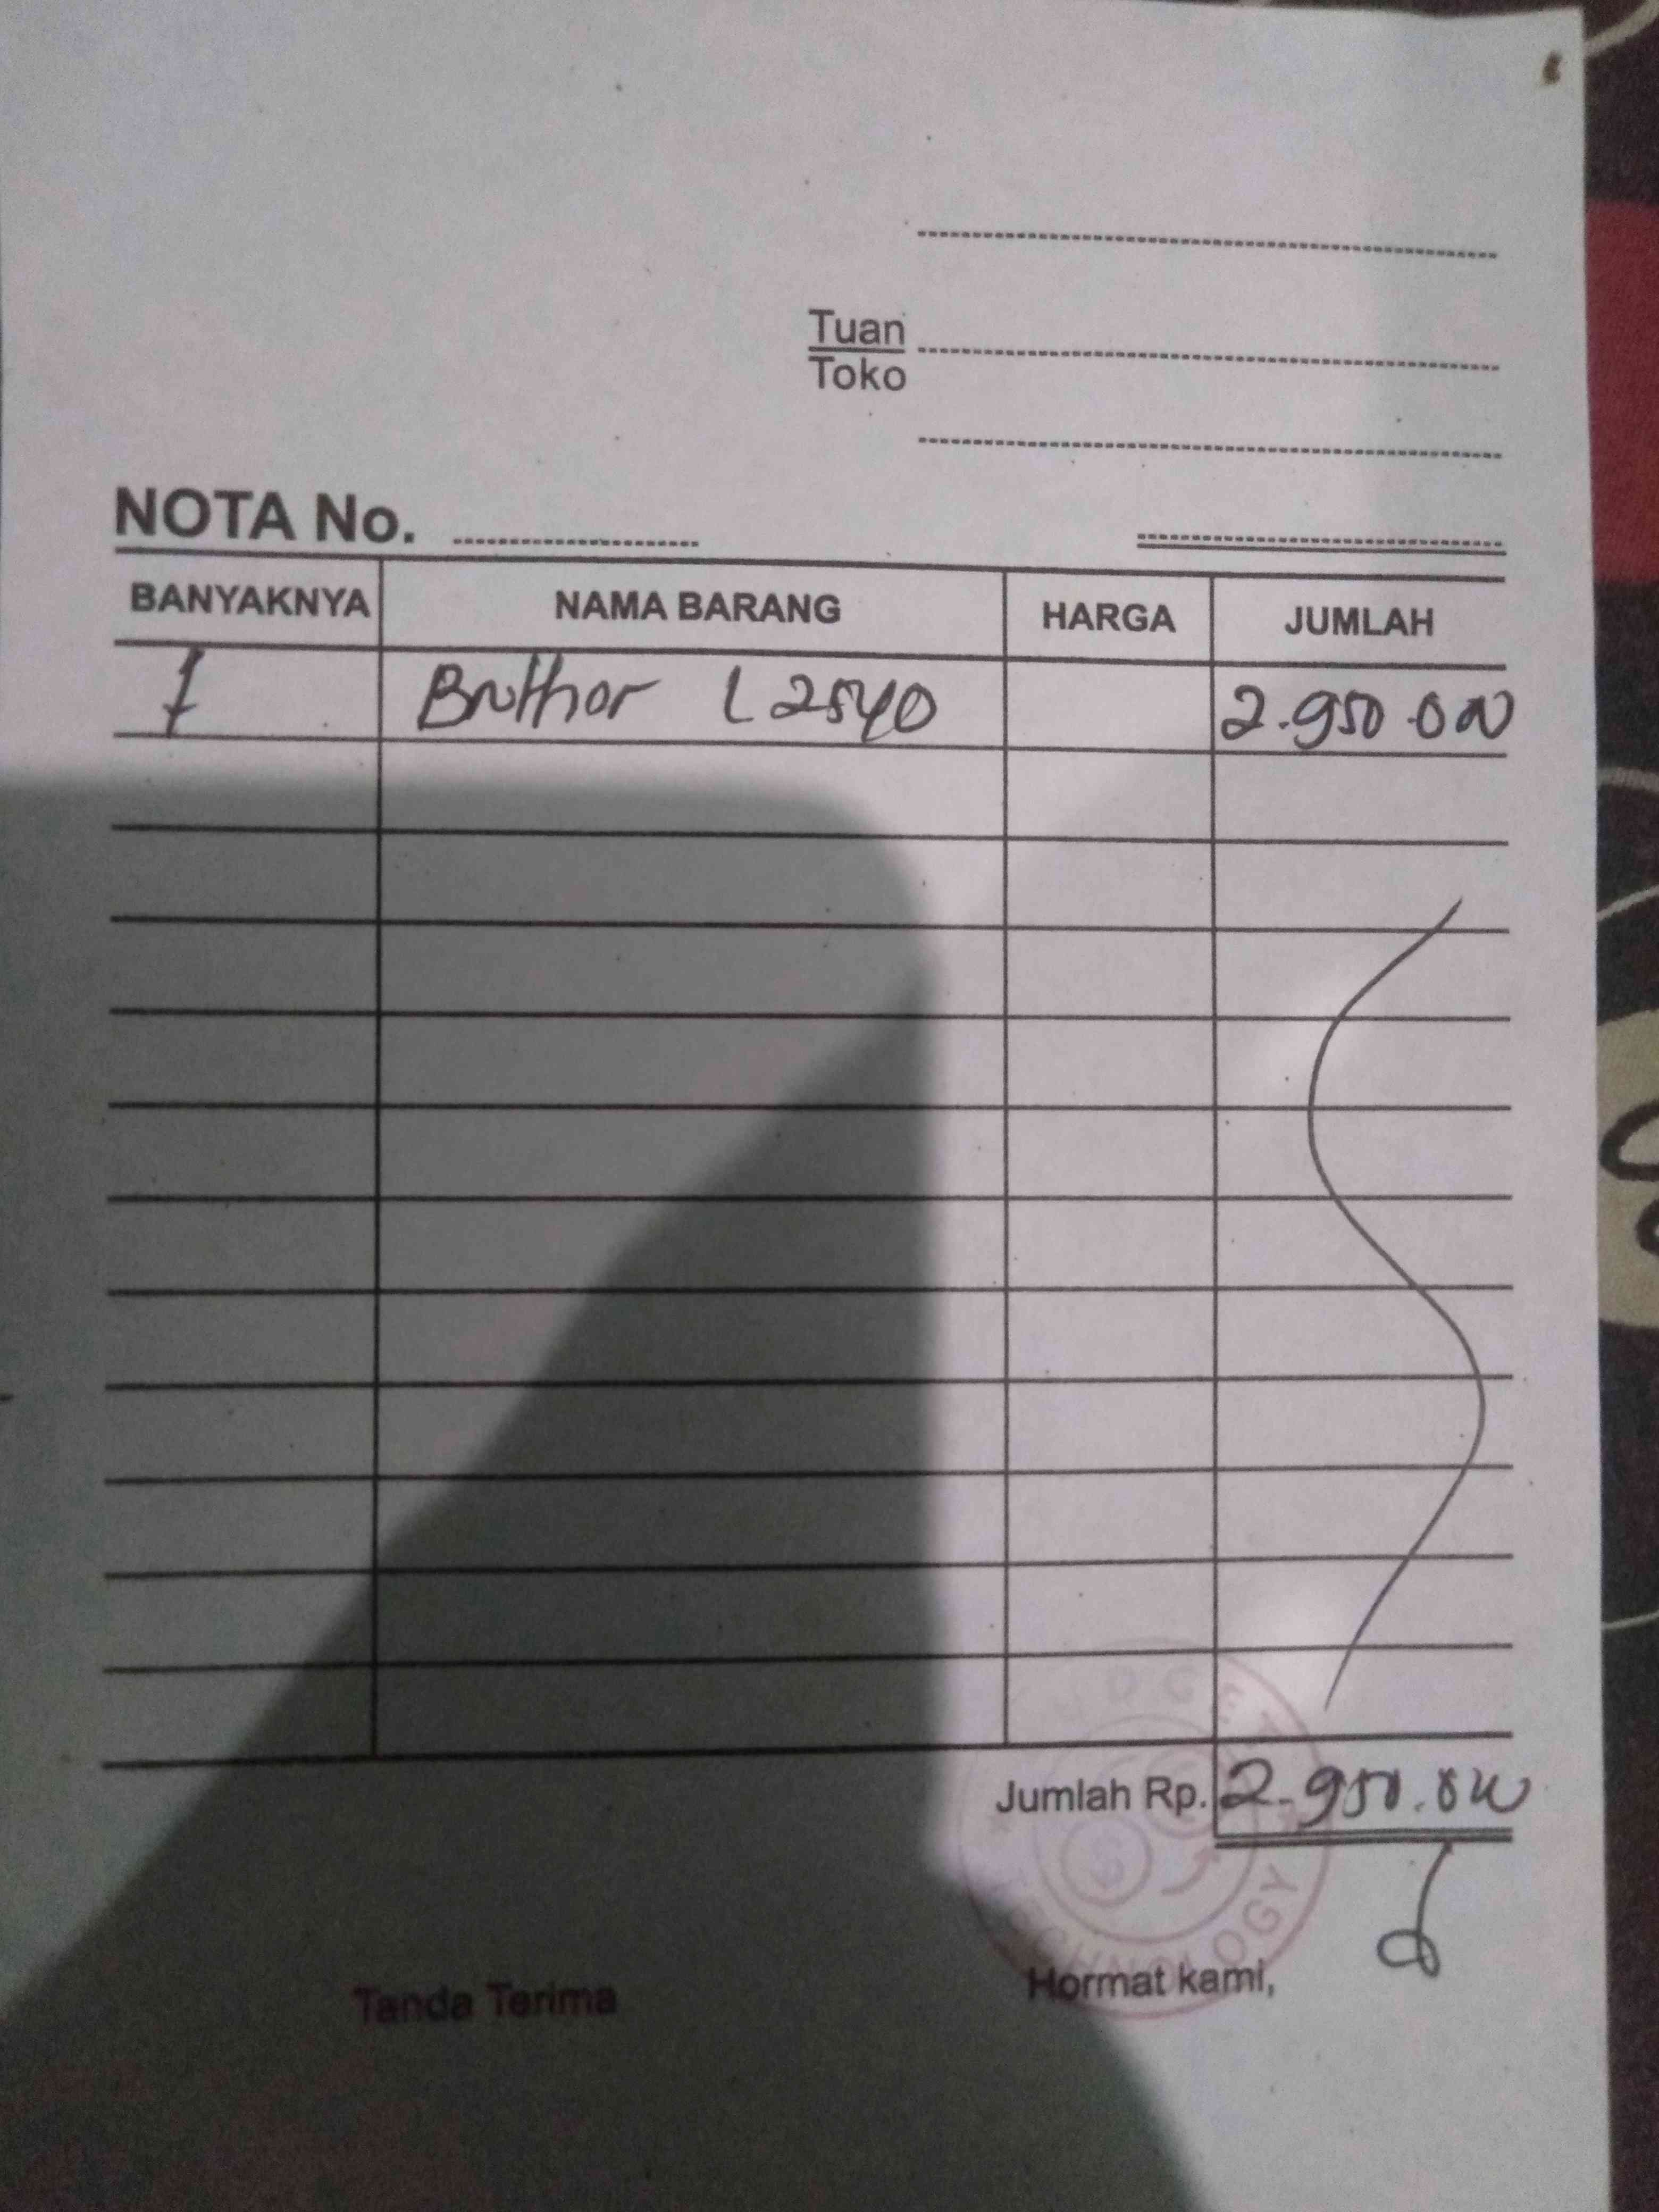 Tuan
Toko
NOTA No.
BANYAKNYA NAMA BARANG HARGA JUMLAH
1 Brother L2540 2.950.000
Jumlah Rp. 2.950.000
TECHNOLOGY
Tanda Terima Hormat kami,